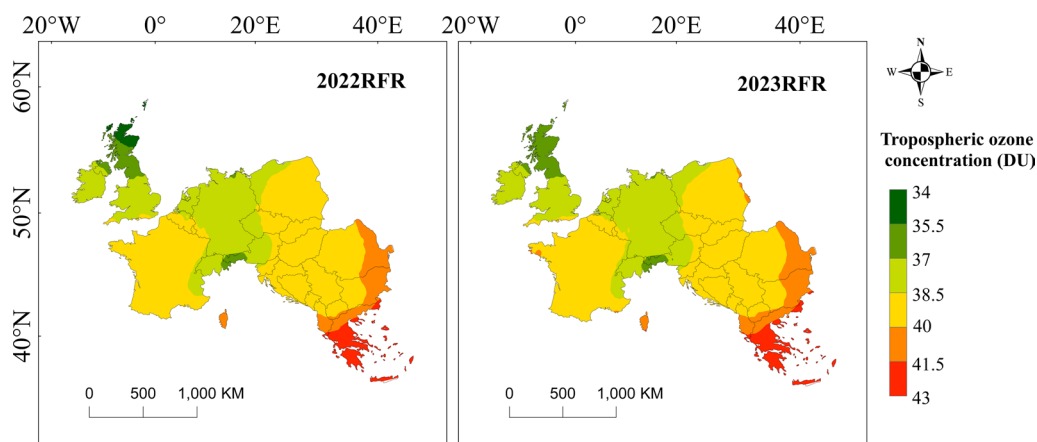 20°W 0° 20°E 40°E 20°W 0° 20°E 40°E
60°N
50°N
40°N
2022RFR
0 500 1,000 KM
2023RFR
0 500 1,000 KM
N
W E
S
Tropospheric ozone
concentration (DU)
34
35.5
37
38.5
40
41.5
43